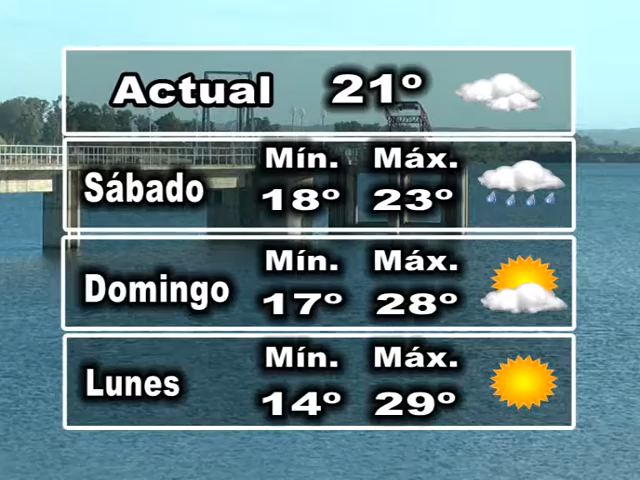 Actual 21º
Mín. Máx.
Sábado 18º 23º
Mín. Máx.
Domingo 17º 28º
Mín. Máx.
Lunes 14º 29º